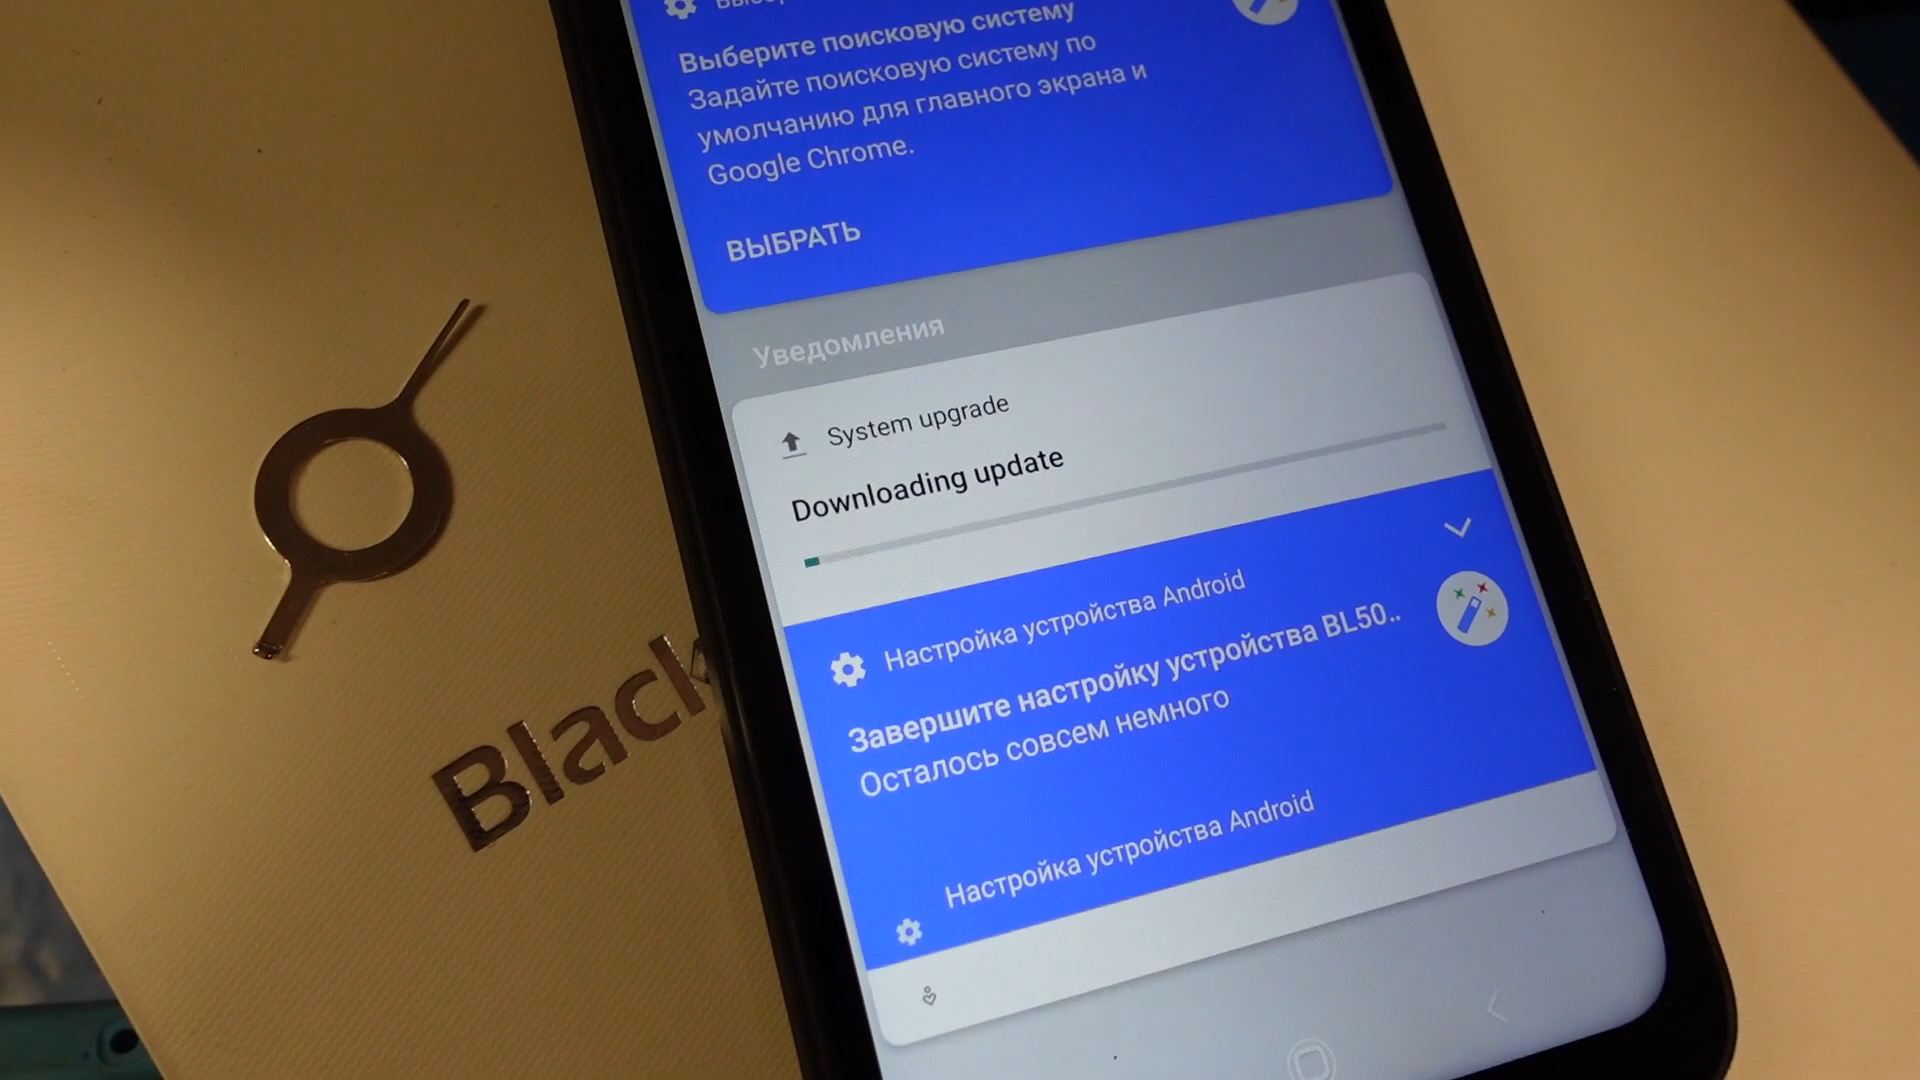 Выберите поисковую систему
Задайте поисковую систему по
умолчанию для главного экрана и
Google Chrome.
ВЫБРАТЬ
Уведомления
System upgrade
Downloading update
Настройка устройства Android
Завершите настройку устройства BL50..
Осталось совсем немного
Настройка устройства Android
Black